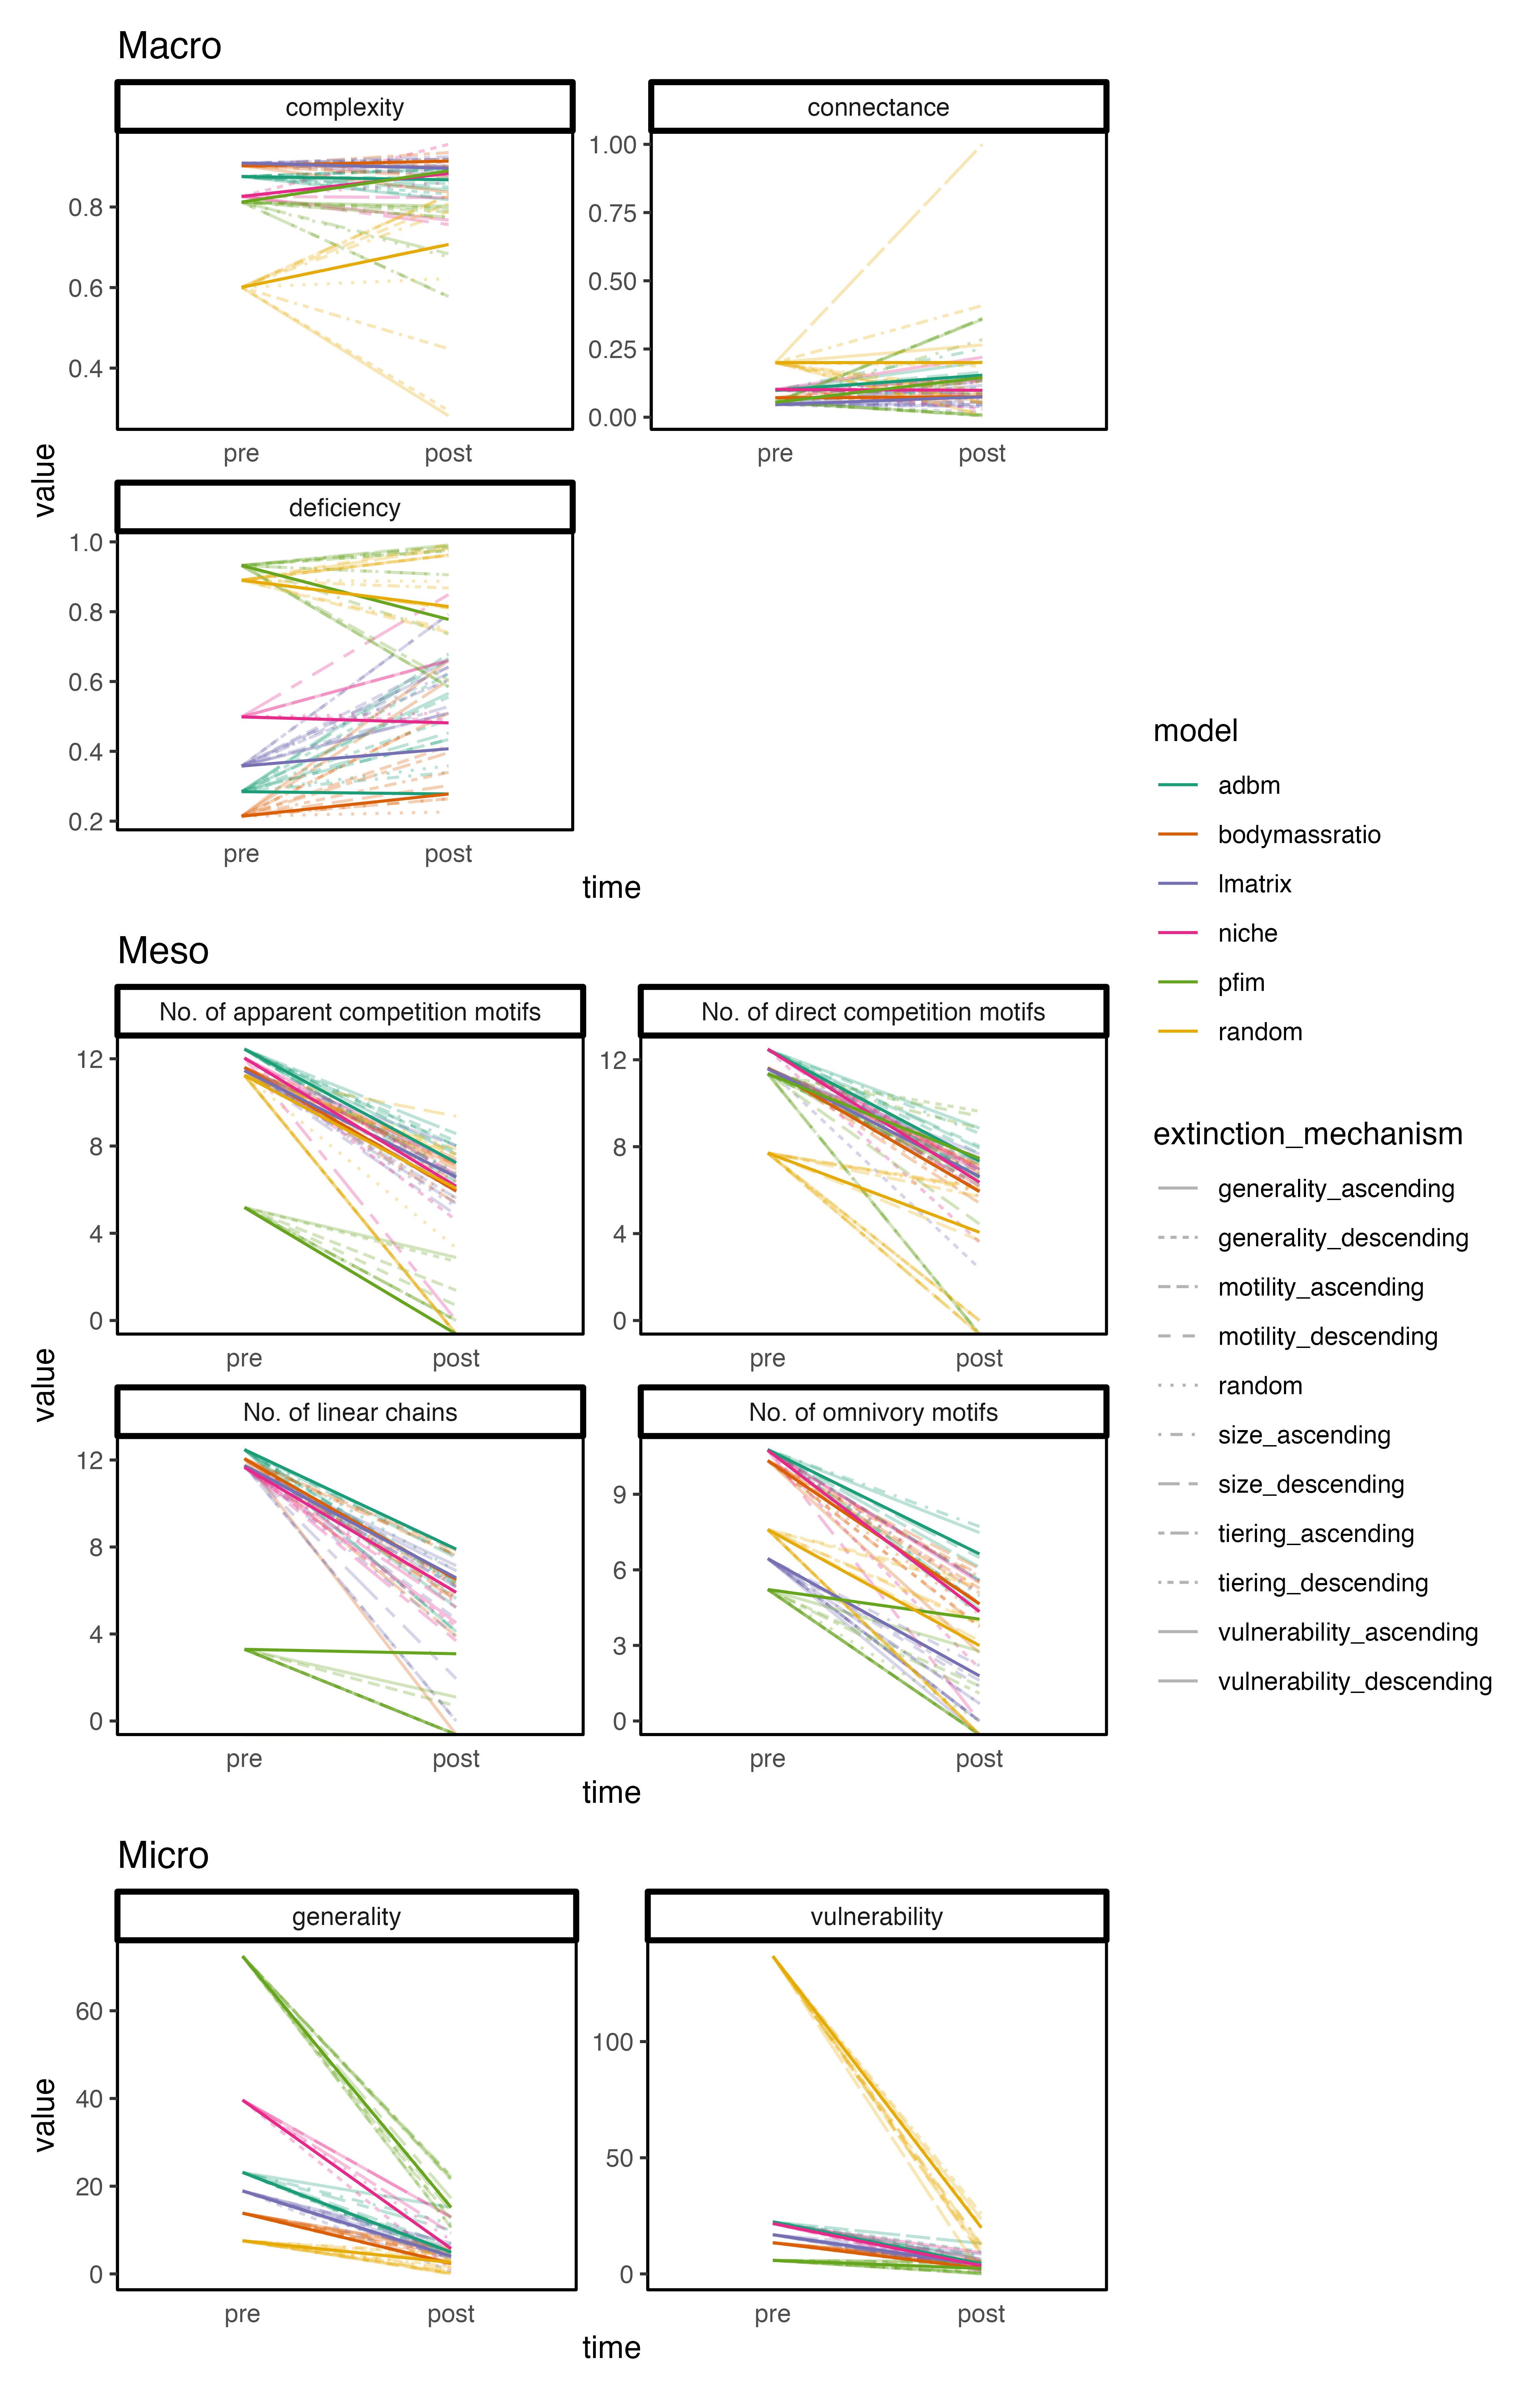 Macro
complexity
connectance
0.8
0.6
0.4
1.00
0.75
0.50
0.25
0.00
pre
post
pre
post
value
deficiency
1.0
0.8
0.6
0.4
0.2
pre
post
time
Meso
No. of apparent competition motifs
No. of direct competition motifs
12
8
4
0
12
8
4
0
pre
post
pre
post
value
No. of linear chains
No. of omnivory motifs
12
8
4
0
9
6
3
0
pre
post
pre
post
time
Micro
generality
vulnerability
60
40
20
0
100
50
0
value
pre
post
pre
post
time
model
adbm
bodymassratio
lmatrix
niche
pfim
random
extinction_mechanism
generality_ascending
generality_descending
motility_ascending
motility_descending
random
size_ascending
size_descending
tiering_ascending
tiering_descending
vulnerability_ascending
vulnerability_descending